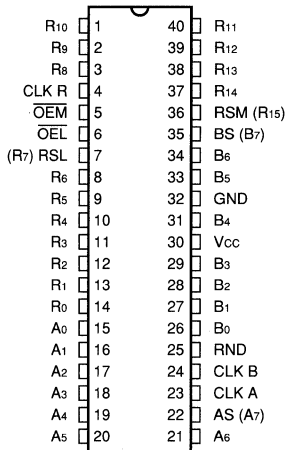 R10 1 40 R11
R9 2 39 R12
R8 3 38 R13
CLK R 4 37 R14
OEM 5 36 RSM (R15)
OEL 6 35 BS (B7)
(R7) RSL 7 34 B6
R6 8 33 B5
R5 9 32 GND
R4 10 31 B4
R3 11 30 VCC
R2 12 29 B3
R1 13 28 B2
R0 14 27 B1
A0 15 26 B0
A1 16 25 RND
A2 17 24 CLK B
A3 18 23 CLK A
A4 19 22 AS (A7)
A5 20 21 A6